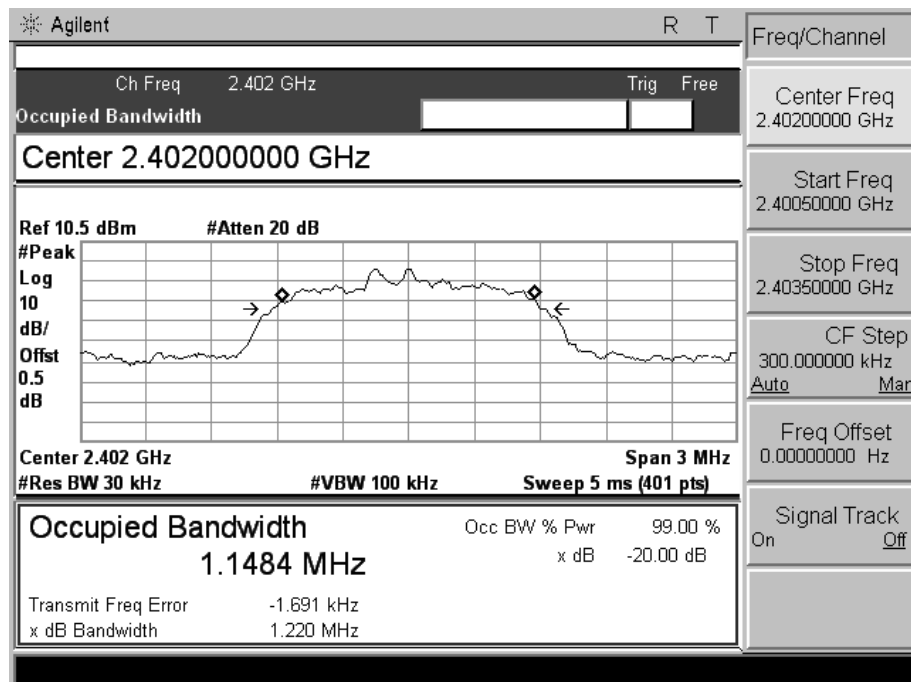 Agilent R T
Ch Freq 2.402 GHz Trig Free
Occupied Bandwidth
Center 2.402000000 GHz
Ref 10.5 dBm #Atten 20 dB
#Peak
Log
10
dB/
Offst
0.5
dB
Center 2.402 GHz Span 3 MHz
#Res BW 30 kHz #VBW 100 kHz Sweep 5 ms (401 pts)
Occupied Bandwidth Occ BW % Pwr 99.00 %
1.1484 MHz x dB -20.00 dB
Transmit Freq Error -1.691 kHz
x dB Bandwidth 1.220 MHz
Freq/Channel
Center Freq
2.40200000 GHz
Start Freq
2.40050000 GHz
Stop Freq
2.40350000 GHz
CF Step
300.000000 kHz
Auto Man
Freq Offset
0.00000000 Hz
Signal Track
On Off